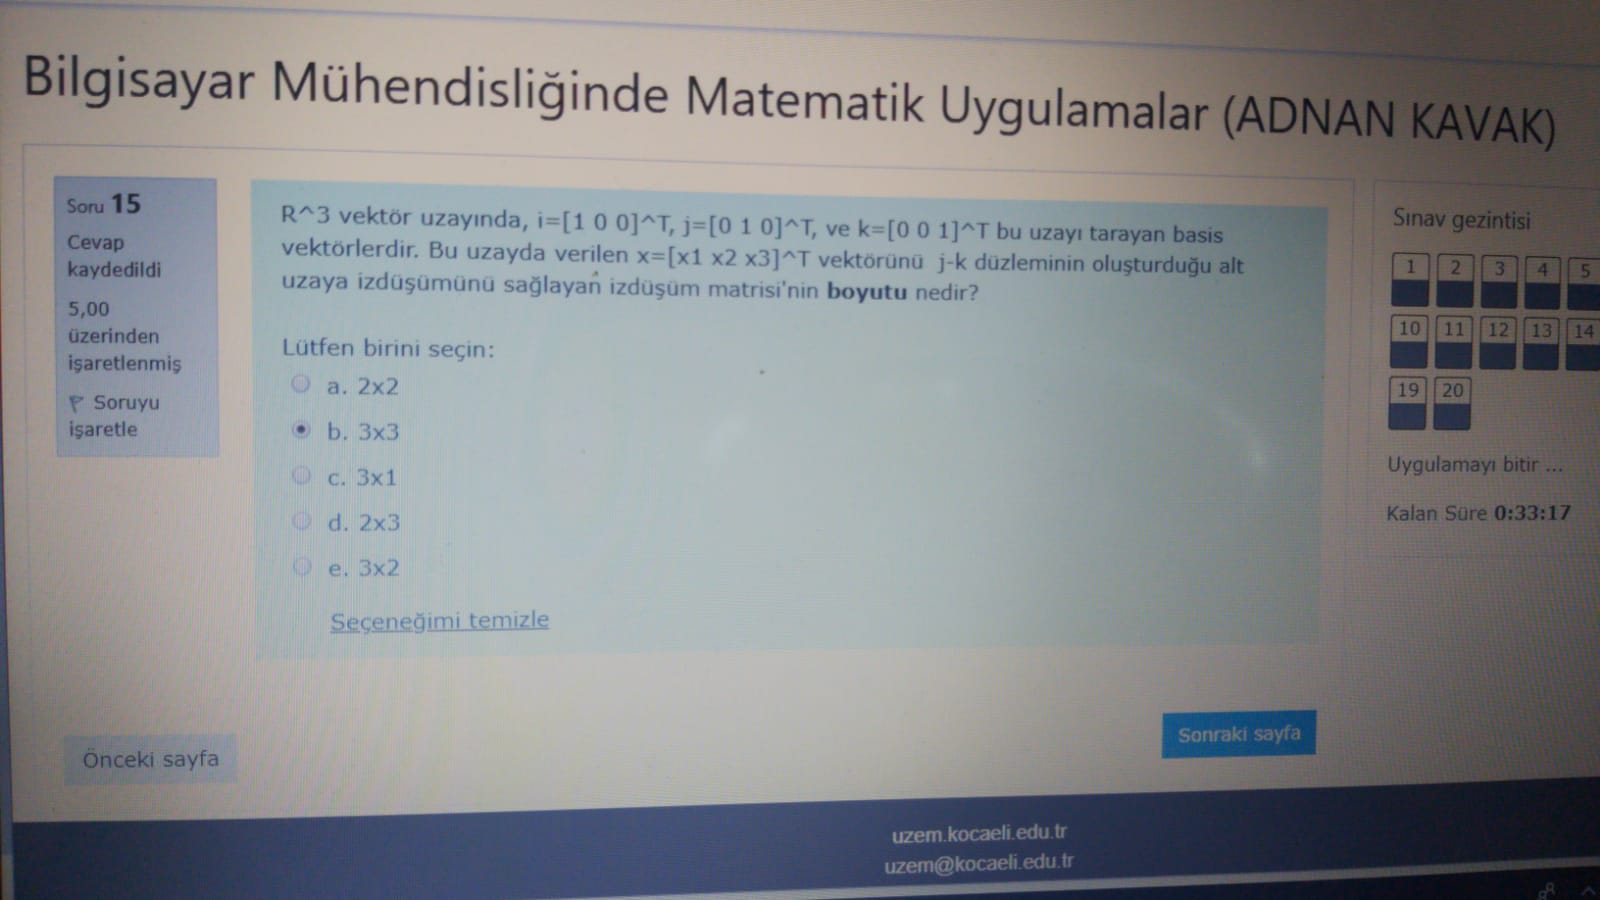 Bilgisayar Mühendisliğinde Matematik Uygulamalar (ADNAN KAVAK)
Soru 15
Cevap
kaydedildi
5,00
üzerinden
işaretlenmiş
Soruyu
işaretle
R^3 vektör uzayında, i=[1 0 0]^T, j=[0 1 0]^T, ve k=[0 0 1]^T bu uzayı tarayan basis
vektörlerdir. Bu uzayda verilen x=[x1 x2 x3]^T vektörünü j-k düzleminin oluşturduğu alt
uzaya izdüşümünü sağlayan izdüşüm matrisi'nin boyutu nedir?
Lütfen birini seçin:
a. 2x2
b. 3x3
c. 3x1
d. 2x3
e. 3x2
Seçeneğimi temizle
Sınav gezintisi
1 2 3 4 5
10 11 12 13 14
19 20
Uygulamayı bitir ...
Kalan Süre 0:33:17
Önceki sayfa
Sonraki sayfa
uzem.kocaeli.edu.tr
uzem@kocaeli.edu.tr